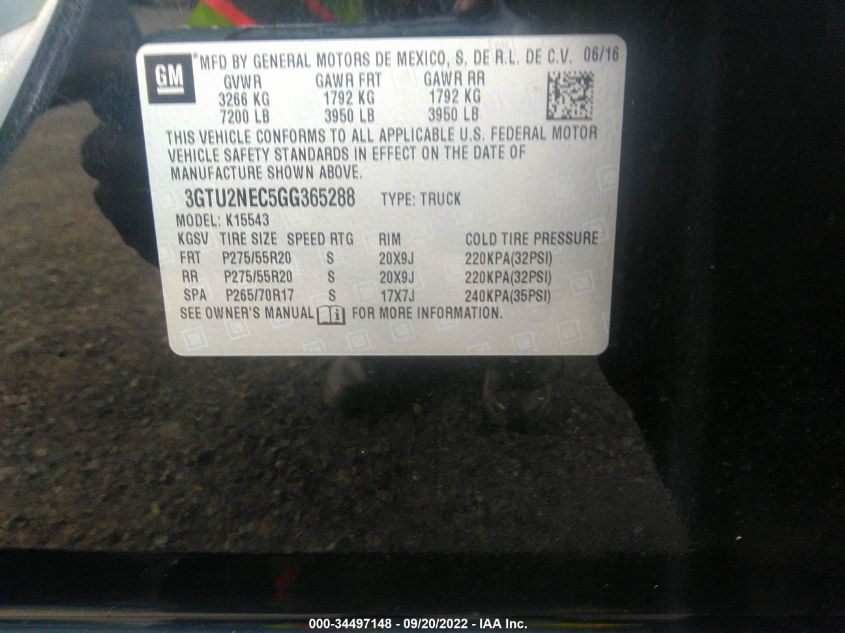 GM
® MFD BY GENERAL MOTORS DE MEXICO, S. DE R.L. DE C.V. 06/16
GVWR GAWR FRT GAWR RR
3266 KG 1792 KG 1792 KG
7200 LB 3950 LB 3950 LB
THIS VEHICLE CONFORMS TO ALL APPLICABLE U.S. FEDERAL MOTOR
VEHICLE SAFETY STANDARDS IN EFFECT ON THE DATE OF
MANUFACTURE SHOWN ABOVE.
3GTU2NEC5GG365288 TYPE: TRUCK
MODEL: K15543
KGSV TIRE SIZE SPEED RTG RIM COLD TIRE PRESSURE
FRT P275/55R20 S 20X9J 220KPA(32PSI)
RR P275/55R20 S 20X9J 220KPA(32PSI)
SPA P265/70R17 S 17X7J 240KPA(35PSI)
SEE OWNER'S MANUAL i FOR MORE INFORMATION.
000-34497148 - 09/20/2022 - IAA Inc.